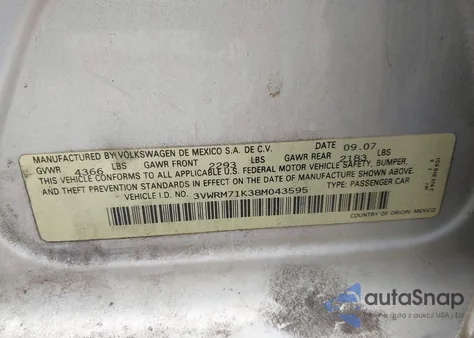 MANUFACTURED BY VOLKSWAGEN DE MEXICO S.A. DE C.V. DATE 09.07
GVWR 4366 LBS GAWR FRONT 2293 LBS GAWR REAR 2183 LBS
THIS VEHICLE CONFORMS TO ALL APPLICABLE U.S. FEDERAL MOTOR VEHICLE SAFETY, BUMPER,
AND THEFT PREVENTION STANDARDS IN EFFECT ON THE DATE OF MANUFACTURE SHOWN ABOVE.
VEHICLE I.D. NO. 3VWRM71K38M043595 TYPE: PASSENGER CAR
COUNTRY OF ORIGIN: MEXICO
autoSnap